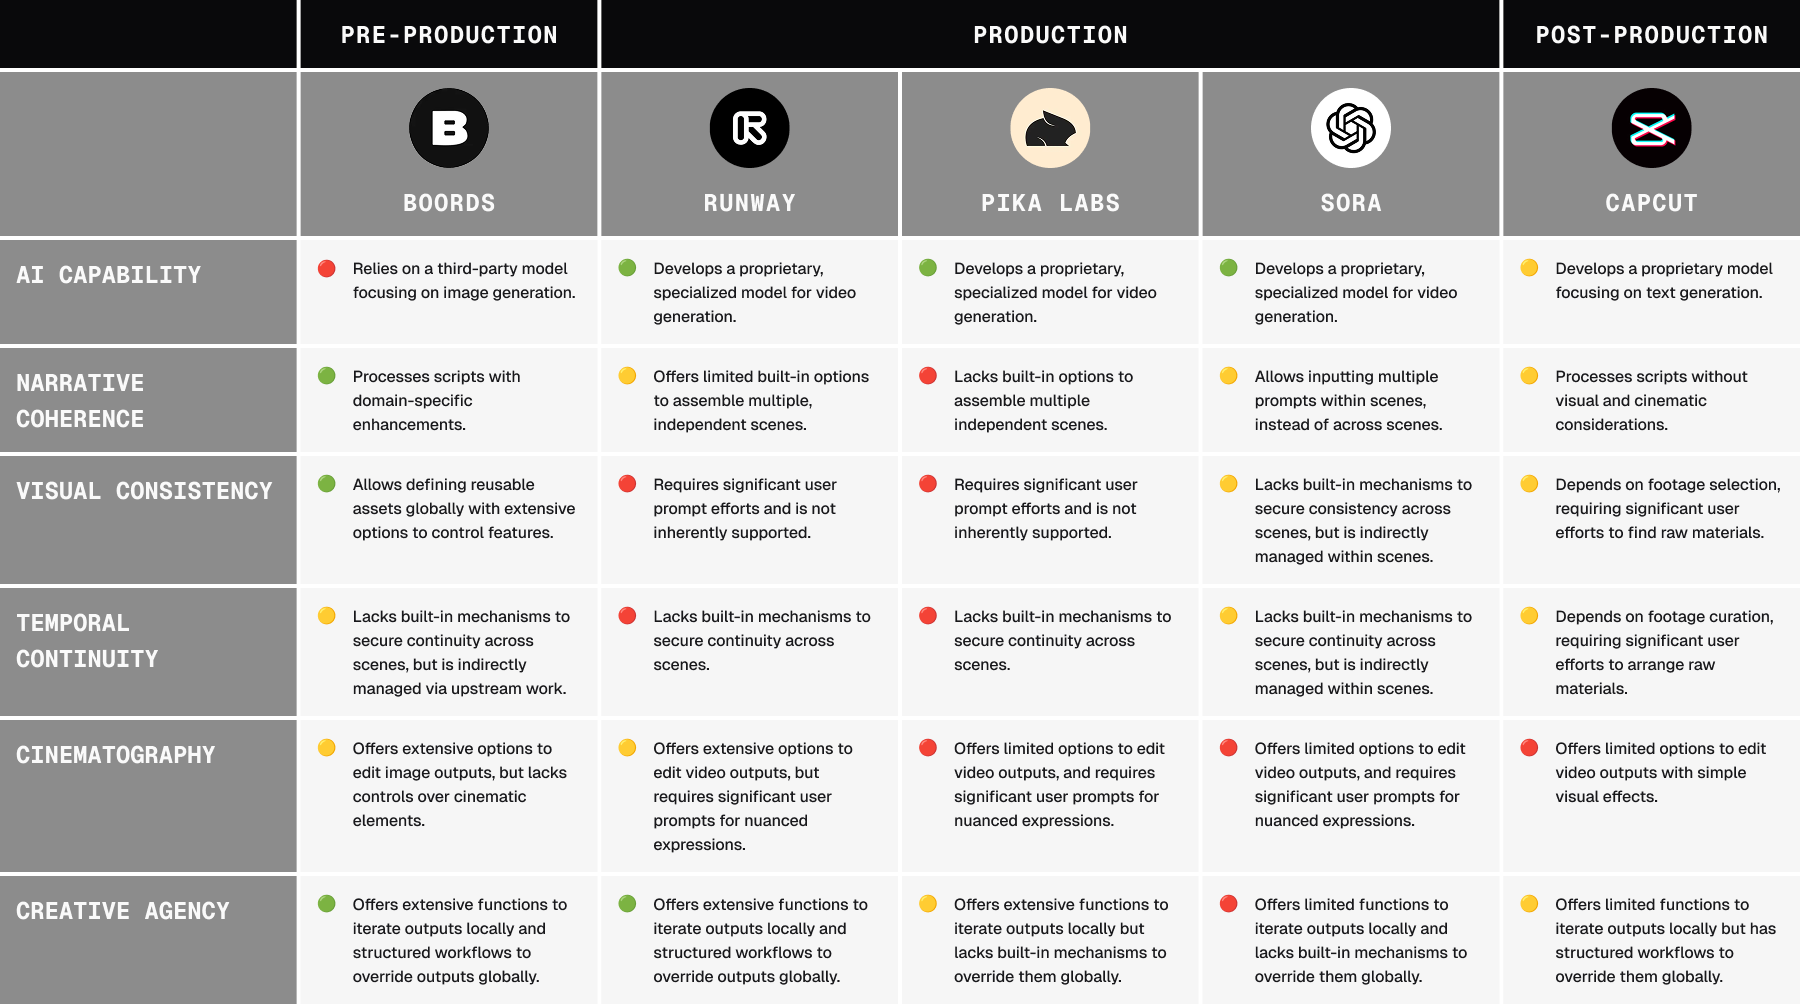 PRE-PRODUCTION
PRODUCTION
POST-PRODUCTION
B
R
BOORDS
RUNWAY
PIKA LABS
SORA
CAPCUT
AI CAPABILITY
Relies on a third-party model
focusing on image generation.
Develops a proprietary,
specialized model for video
generation.
Develops a proprietary,
specialized model for video
generation.
Develops a proprietary,
specialized model for video
generation.
Develops a proprietary model
focusing on text generation.
NARRATIVE
COHERENCE
Processes scripts with
domain-specific
enhancements.
Offers limited built-in options
to assemble multiple,
independent scenes.
Lacks built-in options to
assemble multiple
independent scenes.
Allows inputting multiple
prompts within scenes,
instead of across scenes.
Processes scripts without
visual and cinematic
considerations.
VISUAL CONSISTENCY
Allows defining reusable
assets globally with extensive
options to control features.
Requires significant user
prompt efforts and is not
inherently supported.
Requires significant user
prompt efforts and is not
inherently supported.
Lacks built-in mechanisms to
secure consistency across
scenes, but is indirectly
managed within scenes.
Depends on footage selection,
requiring significant user
efforts to find raw materials.
TEMPORAL
CONTINUITY
Lacks built-in mechanisms to
secure continuity across
scenes, but is indirectly
managed via upstream work.
Lacks built-in mechanisms to
secure continuity across
scenes.
Lacks built-in mechanisms to
secure continuity across
scenes.
Lacks built-in mechanisms to
secure continuity across
scenes, but is indirectly
managed within scenes.
Depends on footage curation,
requiring significant user
efforts to arrange raw
materials.
CINEMATOGRAPHY
Offers extensive options to
edit image outputs, but lacks
controls over cinematic
elements.
Offers extensive options to
edit video outputs, but
requires significant user
prompts for nuanced
expressions.
Offers limited options to edit
video outputs, and requires
significant user prompts for
nuanced expressions.
Offers limited options to edit
video outputs, and requires
significant user prompts for
nuanced expressions.
Offers limited options to edit
video outputs with simple
visual effects.
CREATIVE AGENCY
Offers extensive functions to
iterate outputs locally and
structured workflows to
override outputs globally.
Offers extensive functions to
iterate outputs locally and
structured workflows to
override outputs globally.
Offers extensive functions to
iterate outputs locally but
lacks built-in mechanisms to
override them globally.
Offers limited functions to
iterate outputs locally and
lacks built-in mechanisms to
override them globally.
Offers limited functions to
iterate outputs locally but has
structured workflows to
override them globally.